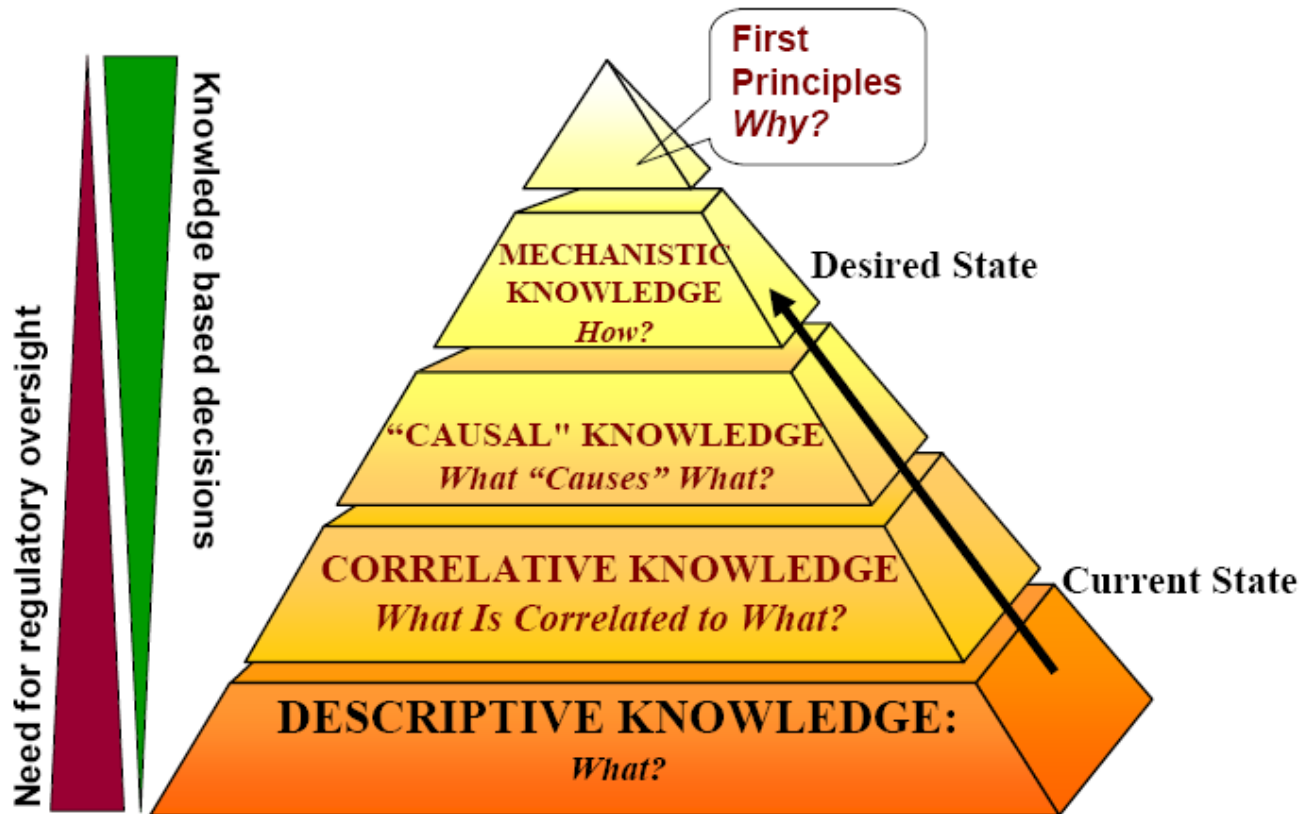 First
Principles
Why?
MECHANISTIC
KNOWLEDGE
How?
Desired State
“CAUSAL" KNOWLEDGE
What “Causes” What?
CORRELATIVE KNOWLEDGE
What Is Correlated to What?
Current State
DESCRIPTIVE KNOWLEDGE:
What?
Need for regulatory oversight
Knowledge based decisions